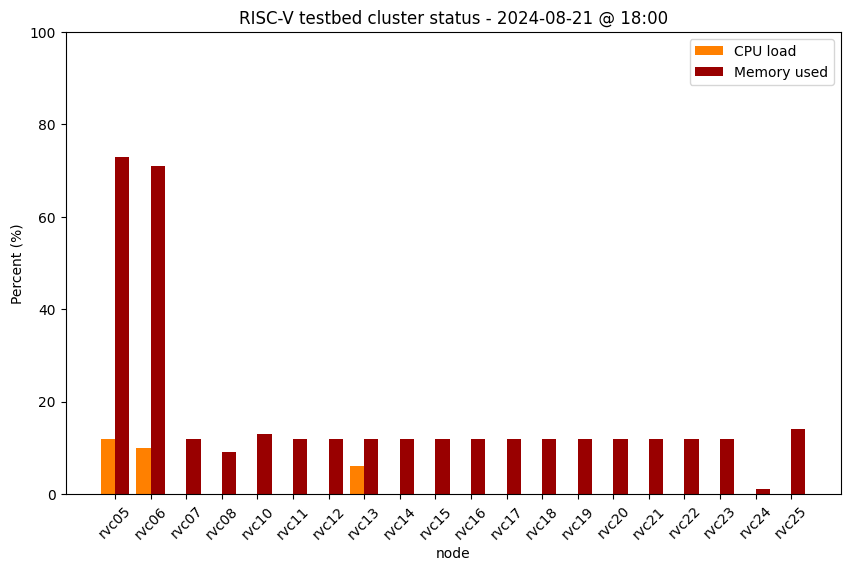 RISC-V testbed cluster status - 2024-08-21 @ 18:00
CPU load
Memory used
Percent (%)
100
80
60
40
20
0
rvc05 rvc06 rvc07 rvc08 rvc10 rvc11 rvc12 rvc13 rvc14 rvc15 rvc16 rvc17 rvc18 rvc19 rvc20 rvc21 rvc22 rvc23 rvc24 rvc25
node